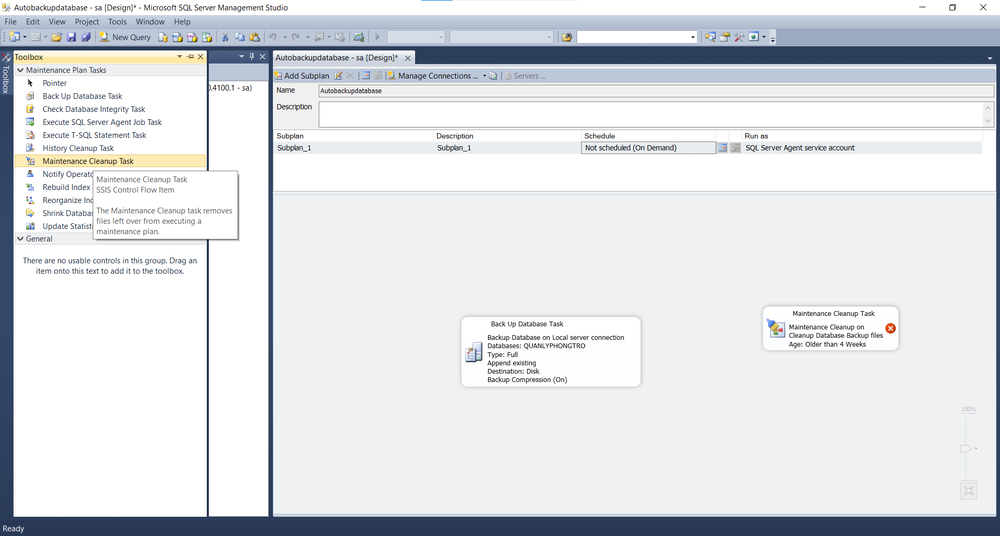 Autobackupdatabase - sa [Design]* - Microsoft SQL Server Management Studio
File Edit View Project Tools Window Help
New Query
Toolbox
Toolbox
Maintenance Plan Tasks
Pointer
Back Up Database Task
Check Database Integrity Task
Execute SQL Server Agent Job Task
Execute T-SQL Statement Task
History Cleanup Task
Maintenance Cleanup Task
Notify Operato
Rebuild Index
Reorganize Ind
Shrink Databas
Update Statisti
General
There are no usable controls in this group. Drag an
item onto this text to add it to the toolbox.
Maintenance Cleanup Task
SSIS Control Flow Item
The Maintenance Cleanup task removes
files left over from executing a
maintenance plan.
0.4100.1 - sa)
Autobackupdatabase - sa [Design]*
Add Subplan Manage Connections ... Servers ...
Name Autobackupdatabase
Description
Subplan Description Schedule Run as
Subplan_1 Subplan_1 Not scheduled (On Demand) SQL Server Agent service account
Back Up Database Task
Backup Database on Local server connection
Databases: QUANLYPHONGTRO
Type: Full
Append existing
Destination: Disk
Backup Compression (On)
Maintenance Cleanup Task
Maintenance Cleanup on
Cleanup Database Backup files
Age: Older than 4 Weeks
100%
Ready